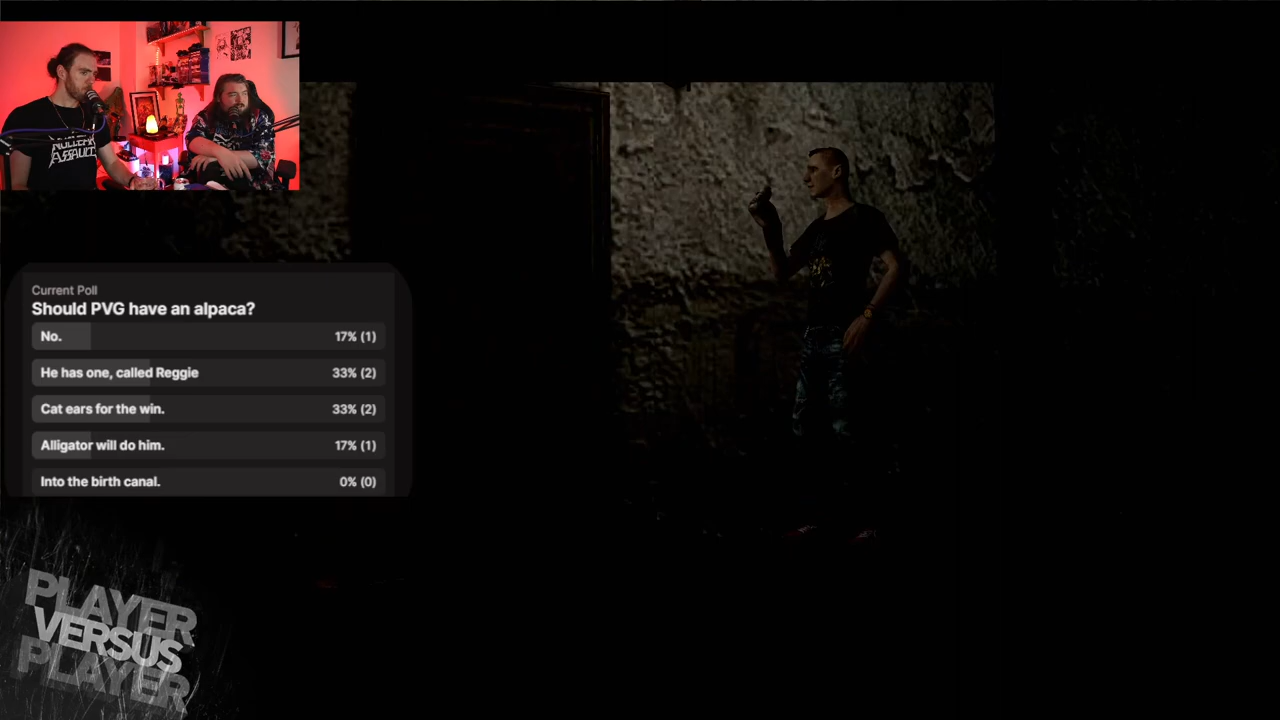 NUCLEAR
ASSAULT
Current Poll
Should PVG have an alpaca?
No. 17% (1)
He has one, called Reggie 33% (2)
Cat ears for the win. 33% (2)
Alligator will do him. 17% (1)
Into the birth canal. 0% (0)
PLAYER
VERSUS
PLAYER